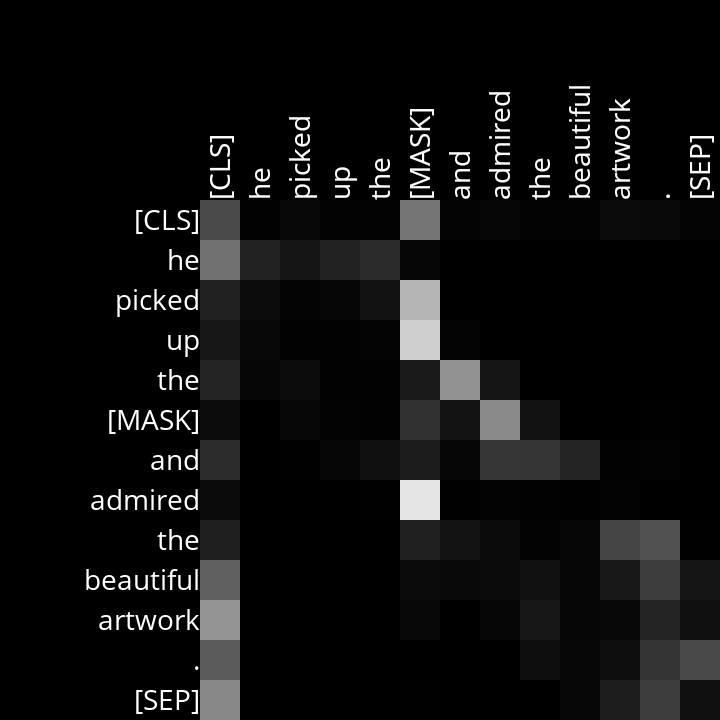 [CLS] he picked up the [MASK] and admired the beautiful artwork . [SEP]
[CLS]
he
picked
up
the
[MASK]
and
admired
the
beautiful
artwork
.
[SEP]